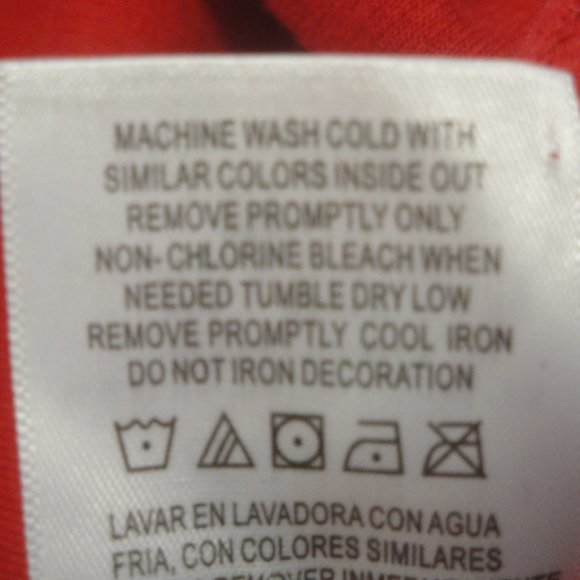 MACHINE WASH COLD WITH
SIMILAR COLORS INSIDE OUT
REMOVE PROMPTLY ONLY
NON-CHLORINE BLEACH WHEN
NEEDED TUMBLE DRY LOW
REMOVE PROMPTLY COOL IRON
DO NOT IRON DECORATION
LAVAR EN LAVADORA CON AGUA
FRIA, CON COLORES SIMILARES
REMOVER